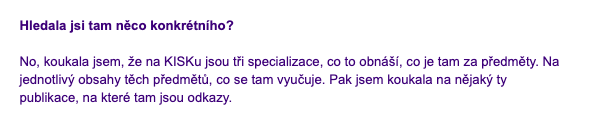 Hledala jsi tam něco konkrétního?
No, koukala jsem, že na KISKu jsou tři specializace, co to obnáší, co je tam za předměty. Na
jednotlivý obsahy těch předmětů, co se tam vyučuje. Pak jsem koukala na nějaký ty
publikace, na které tam jsou odkazy.